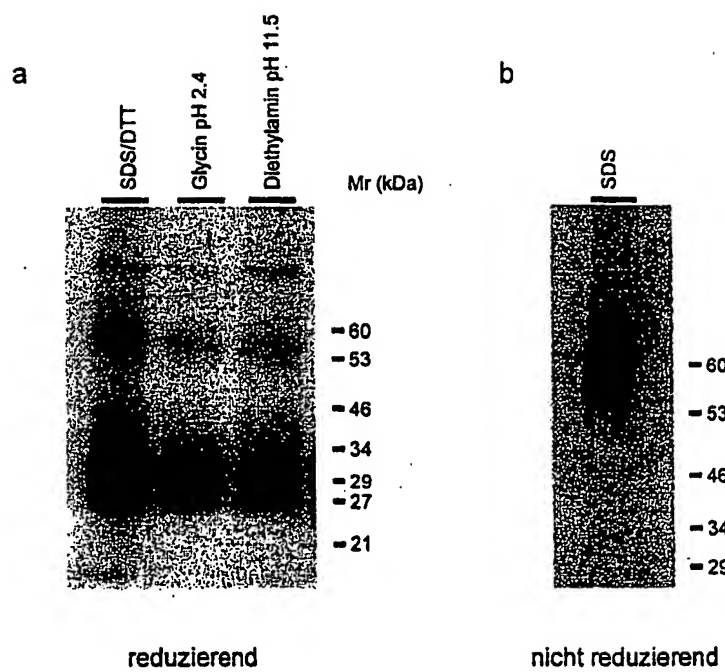 a
SDS/DTT
Glycin pH 2.4
Diethylamin pH 11.5
Mr (kDa)
60
53
46
34
29
27
21
reduzierend
b
SDS
60
53
46
34
29
nicht reduzierend